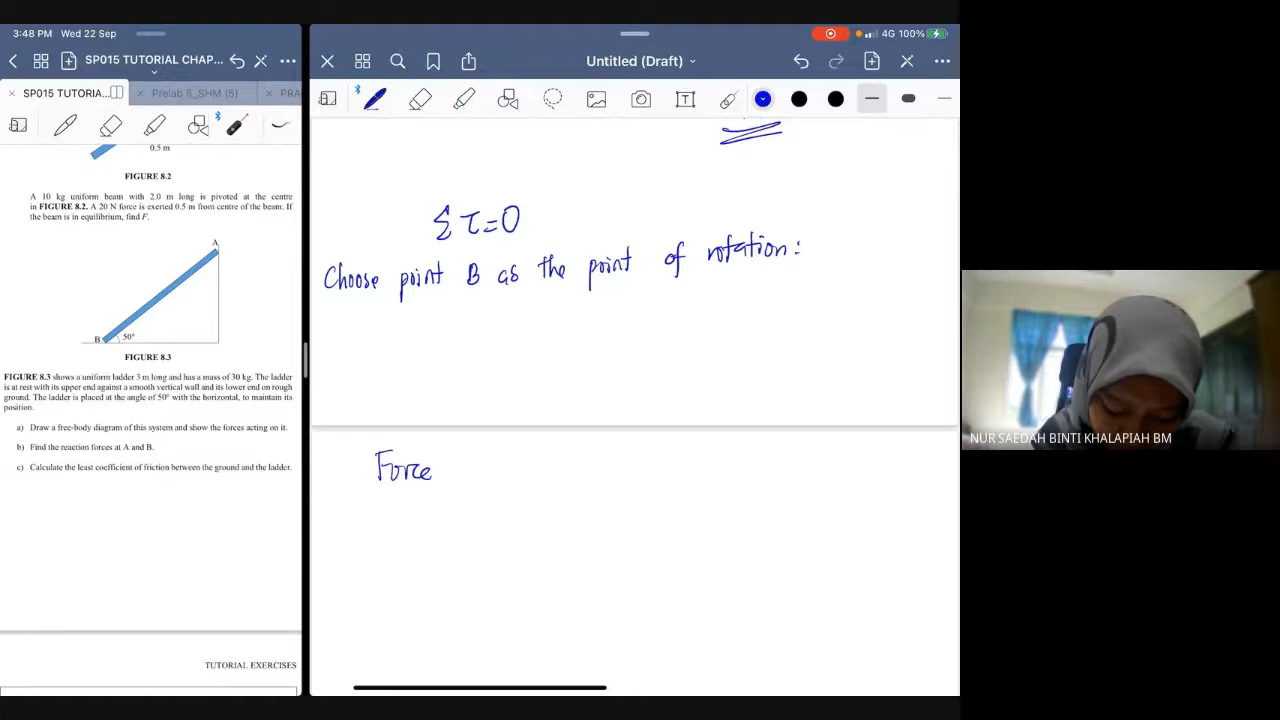 3:48 PM Wed 22 Sep
4G 100%
SP015 TUTORIAL CHAP...
Untitled (Draft)
SP015 TUTORIA...
Prelab 5_SHM (5)
PRA
0.5 m
FIGURE 8.2
A 10 kg uniform beam with 2.0 m long is pivoted at the centre
in FIGURE 8.2. A 20 N force is exerted 0.5 m from centre of the beam. If
the beam is in equilibrium, find F.
A
B
50°
FIGURE 8.3
FIGURE 8.3 shows a uniform ladder 3 m long and has a mass of 30 kg. The ladder
is at rest with its upper end against a smooth vertical wall and its lower end on rough
ground. The ladder is placed at the angle of 50° with the horizontal, to maintain its
position.
a) Draw a free-body diagram of this system and show the forces acting on it.
b) Find the reaction forces at A and B.
c) Calculate the least coefficient of friction between the ground and the ladder.
TUTORIAL EXERCISES
Σ τ = 0
Choose point B as the point of rotation:
Force
NUR SAEDAH BINTI KHALAPIAH BM